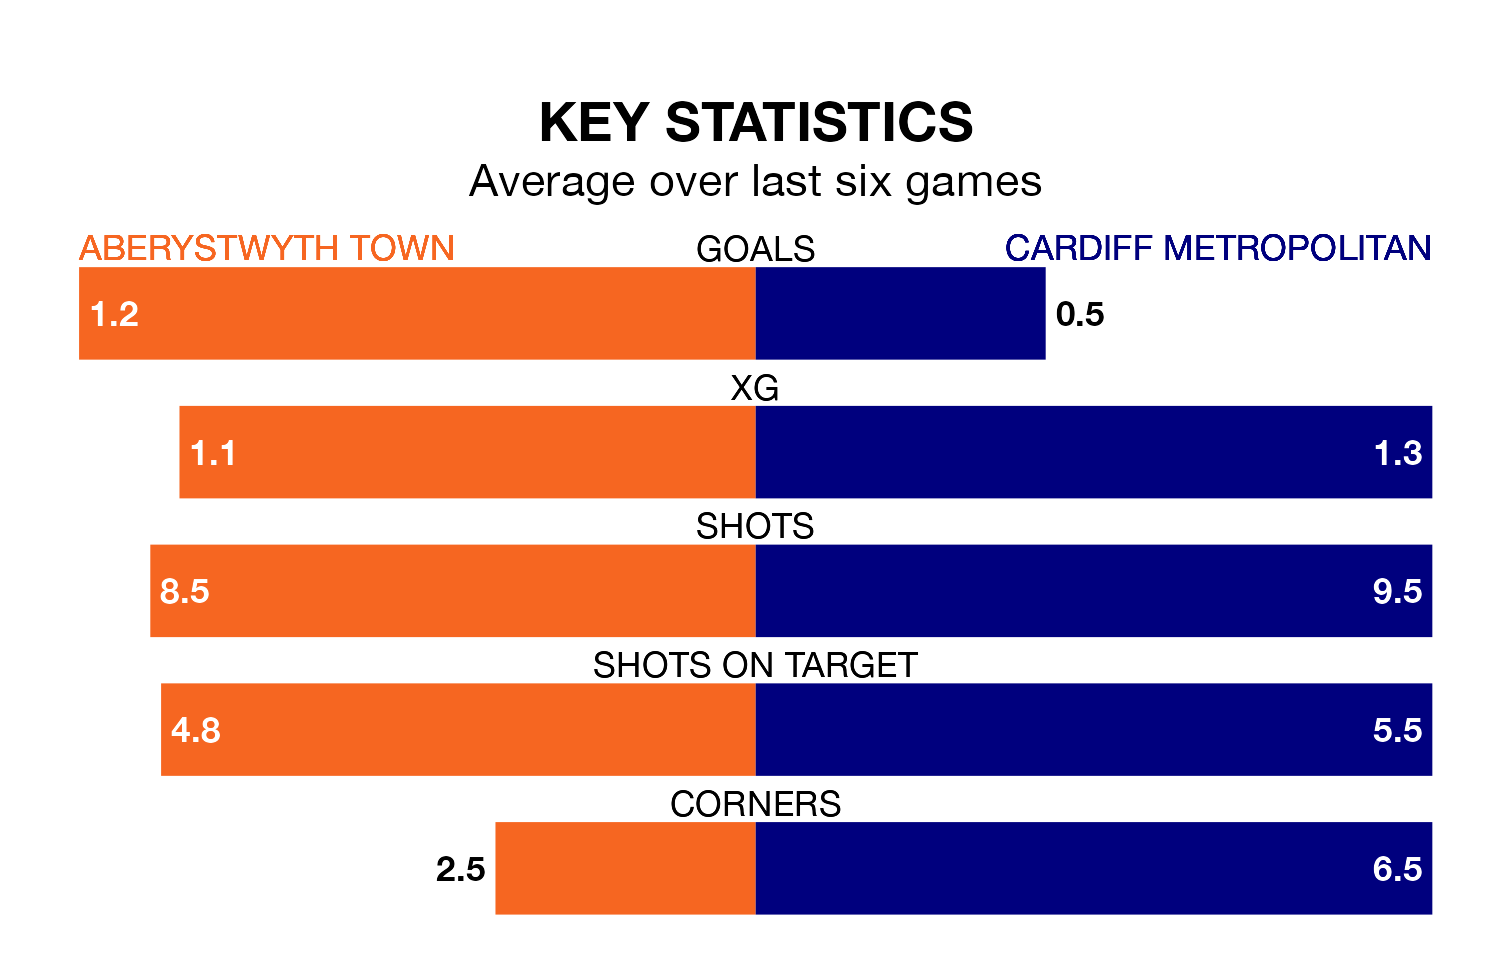 KEY STATISTICS
Average over last six games
ABERYSTWYTH TOWN GOALS CARDIFF METROPOLITAN
1.2 0.5
XG
1.1 1.3
SHOTS
8.5 9.5
SHOTS ON TARGET
4.8 5.5
CORNERS
2.5 6.5